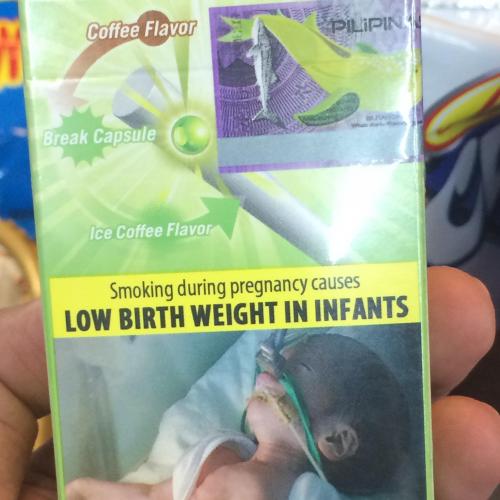 Coffee Flavor
PILIPIN
Break Capsule
Ice Coffee Flavor
Smoking during pregnancy causes
LOW BIRTH WEIGHT IN INFANTS